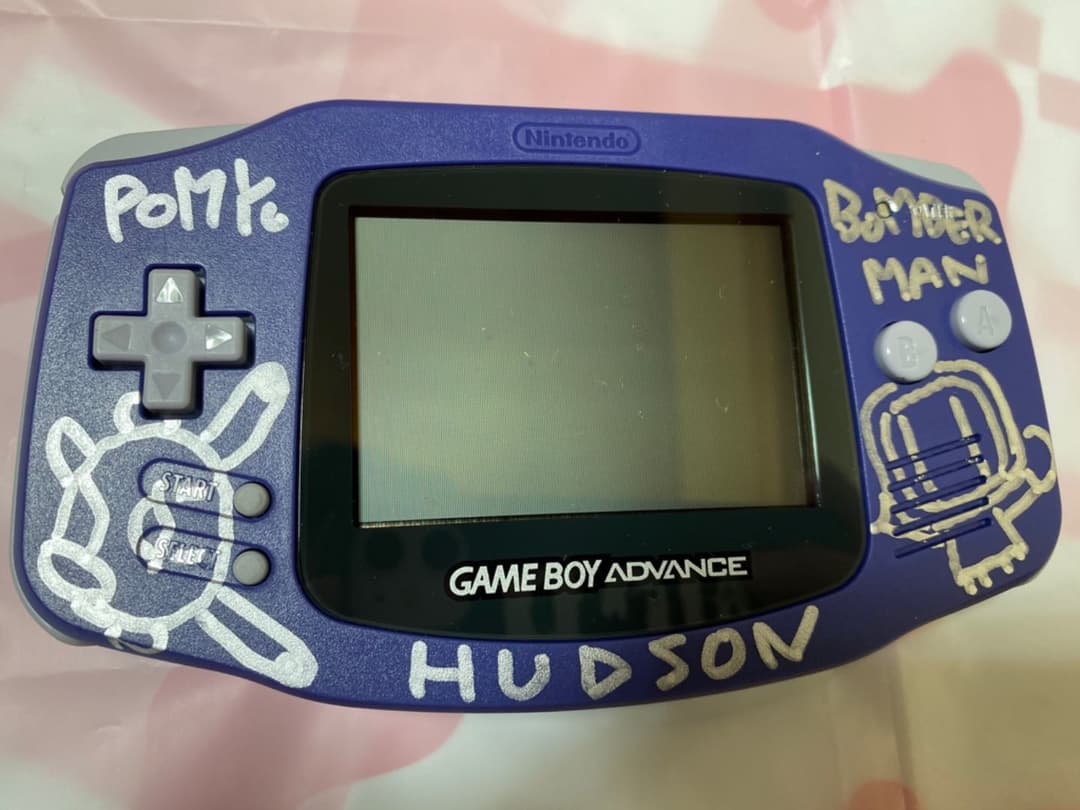 Nintendo
POMY
BOMBER
MAN
B
A
START
SELECT
GAME BOY ADVANCE
HUDSON